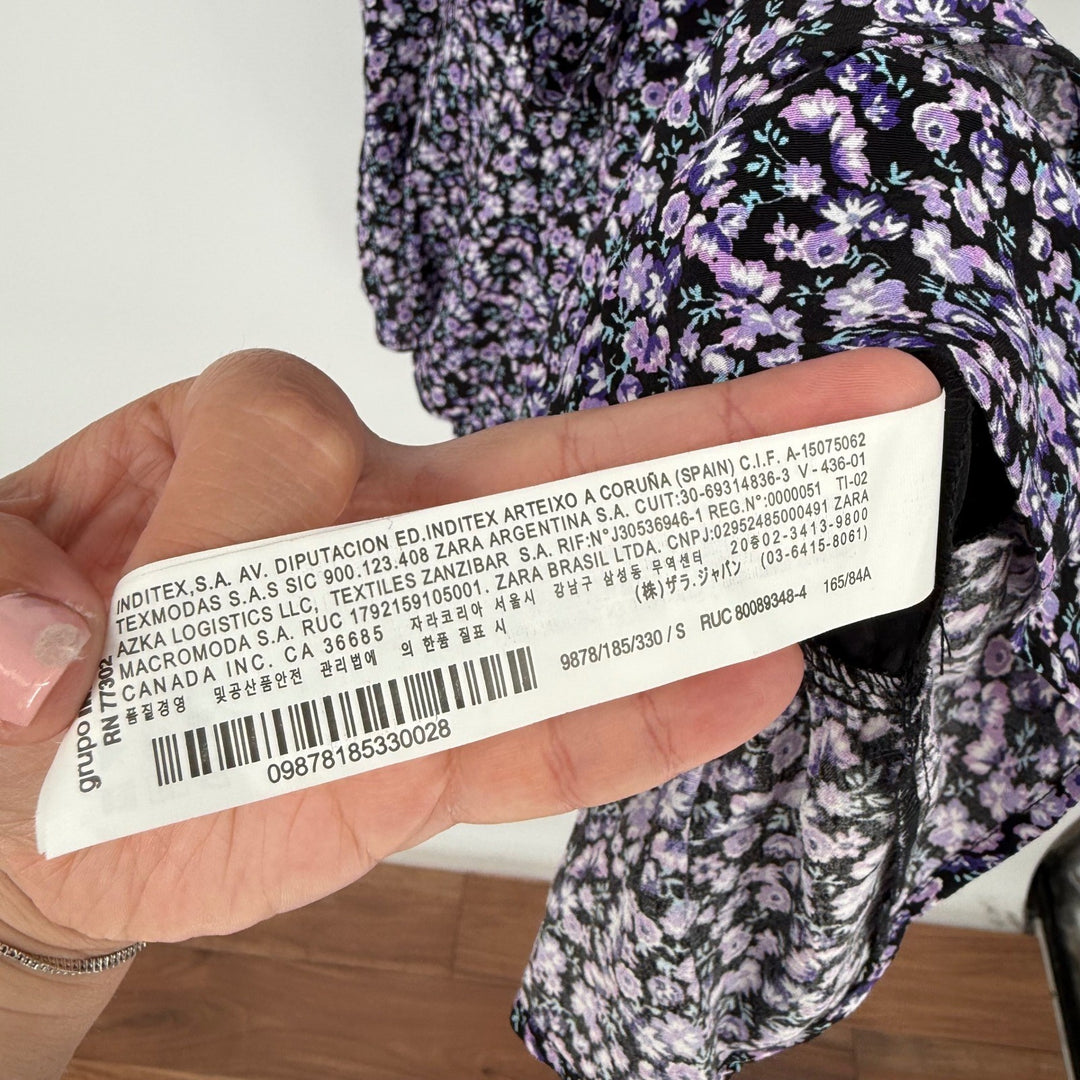 INDITEX,S.A. AV. DIPUTACION ED.INDITEX ARTEIXO A CORUÑA (SPAIN) C.I.F. A-15075062
TEXMODAS S.A.S SIC 900.123.408 ZARA ARGENTINA S.A. CUIT:30-69314836-3 V - 436-01
AZKA LOGISTICS LLC, TEXTILES ZANZIBAR S.A. RIF:N°J30536946-1 REG.N°:0000051 TI-02
MACROMODA S.A. RUC 1792159105001. ZARA BRASIL LTDA. CNPJ:02952485000491 ZARA
CANADA INC. CA 36685 자라코리아 서울시 강남구 삼성동 무역센터 20층02-3413-9800
품질경영 및공산품안전 관리법에 의 한품 질표 시 (株)ザラ.ジャパン (03-6415-8061)
9878/185/330 / S RUC 80089348-4 165/84A
09878185330028
grupo
RN 77302